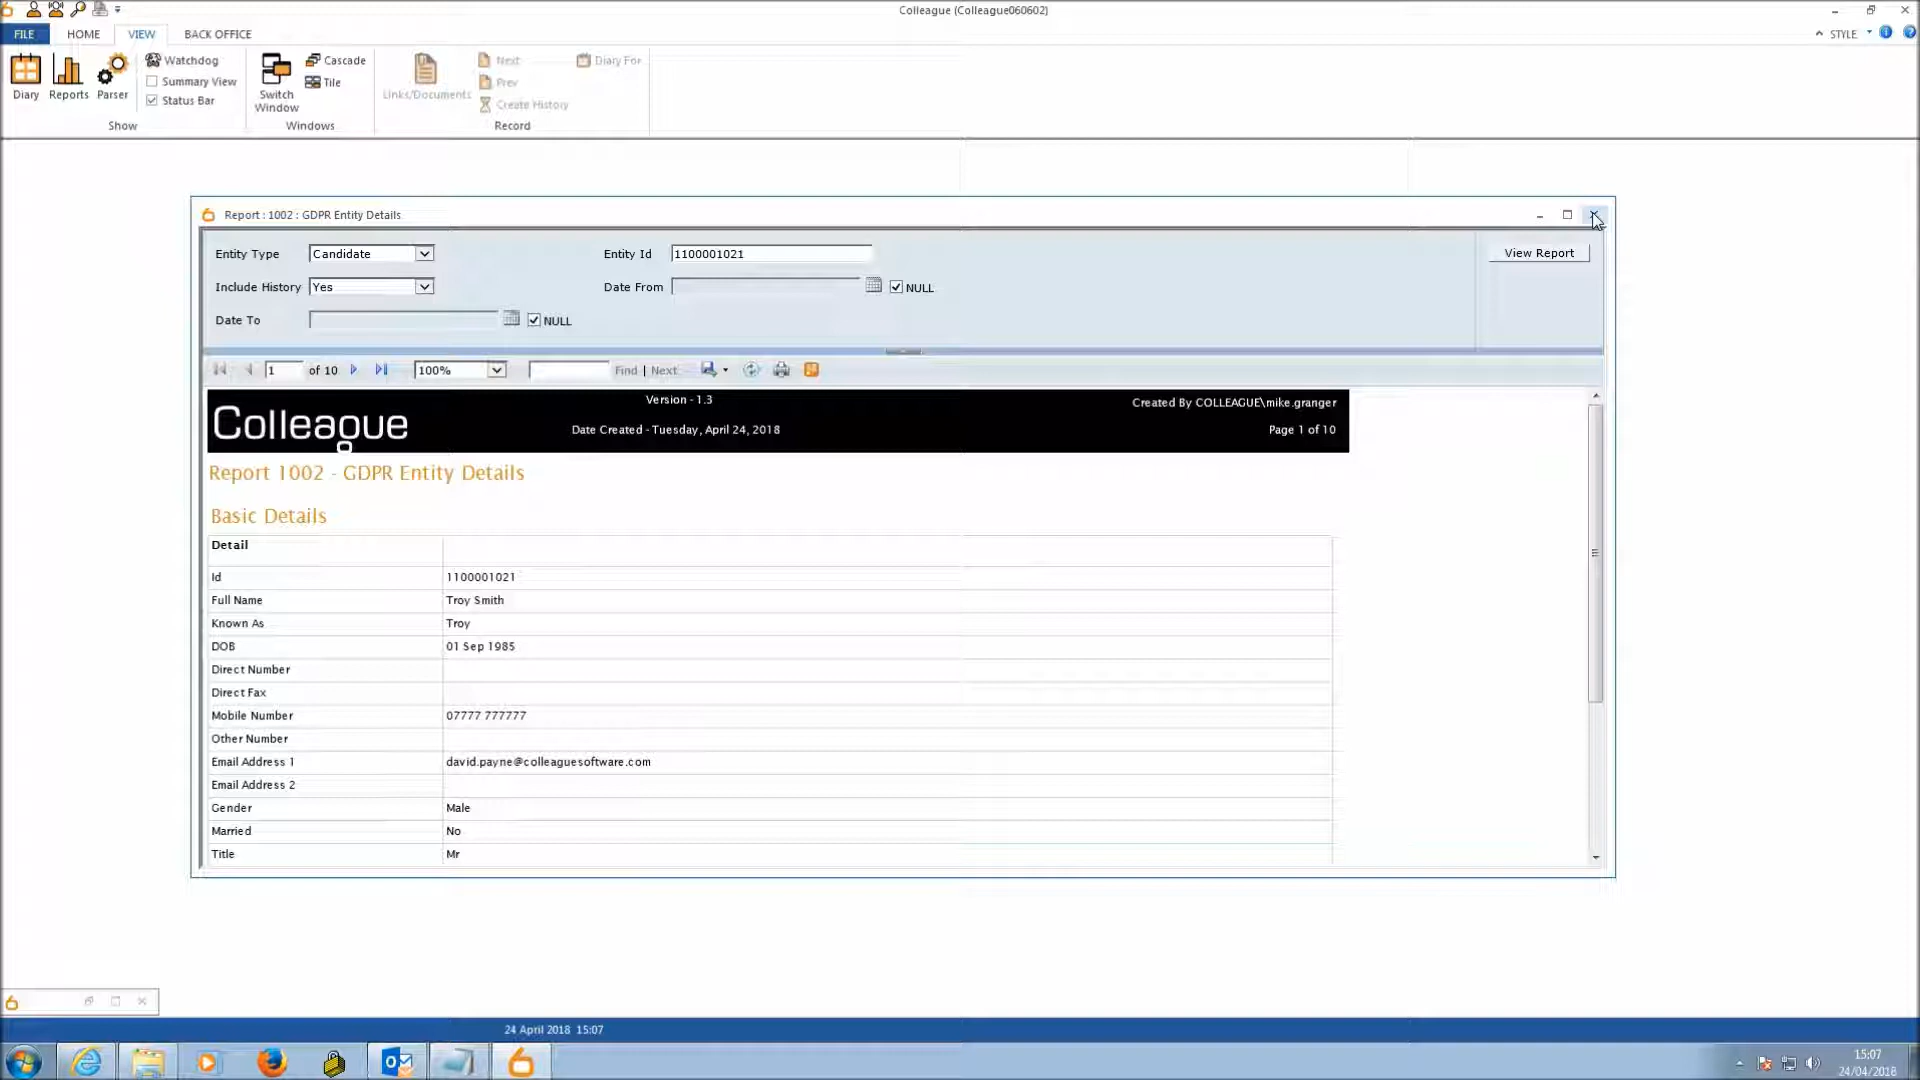 Colleague (Colleague060602)
FILE HOME VIEW BACK OFFICE STYLE
Diary Reports Parser
Watchdog
Summary View
Status Bar
Show
Switch Window
Cascade
Tile
Windows
Links/Documents
Next
Prev
Create History
Diary For
Record
Report : 1002 : GDPR Entity Details
Entity Type Candidate Entity Id 1100001021 View Report
Include History Yes Date From NULL
Date To NULL
1 of 10 100% Find | Next
Colleague
Version - 1.3
Created By COLLEAGUE\mike.granger
Date Created - Tuesday, April 24, 2018
Page 1 of 10
Report 1002 - GDPR Entity Details
Basic Details
Detail
Id 1100001021
Full Name Troy Smith
Known As Troy
DOB 01 Sep 1985
Direct Number
Direct Fax
Mobile Number 07777 777777
Other Number
Email Address 1 david.payne@colleaguesoftware.com
Email Address 2
Gender Male
Married No
Title Mr
24 April 2018 15:07
15:07
24/04/2018